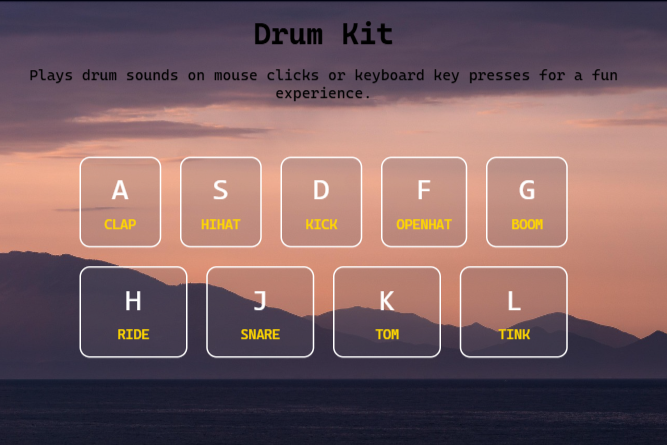 Drum Kit
Plays drum sounds on mouse clicks or keyboard key presses for a fun
experience.
A S D F G
CLAP HIHAT KICK OPENHAT BOOM
H J K L
RIDE SNARE TOM TINK